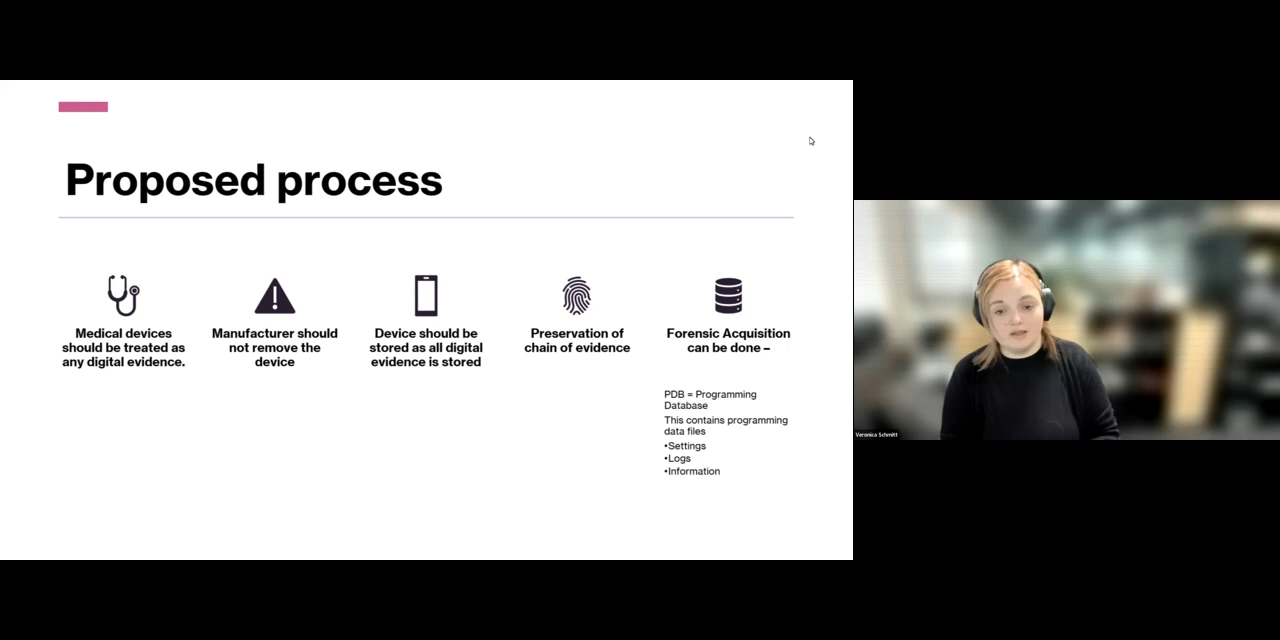 Proposed process
Medical devices
should be treated as
any digital evidence.
Manufacturer should
not remove the
device
Device should be
stored as all digital
evidence is stored
Preservation of
chain of evidence
Forensic Acquisition
can be done –
PDB = Programming
Database
This contains programming
data files
•Settings
•Logs
•Information
Veronica Schmitt